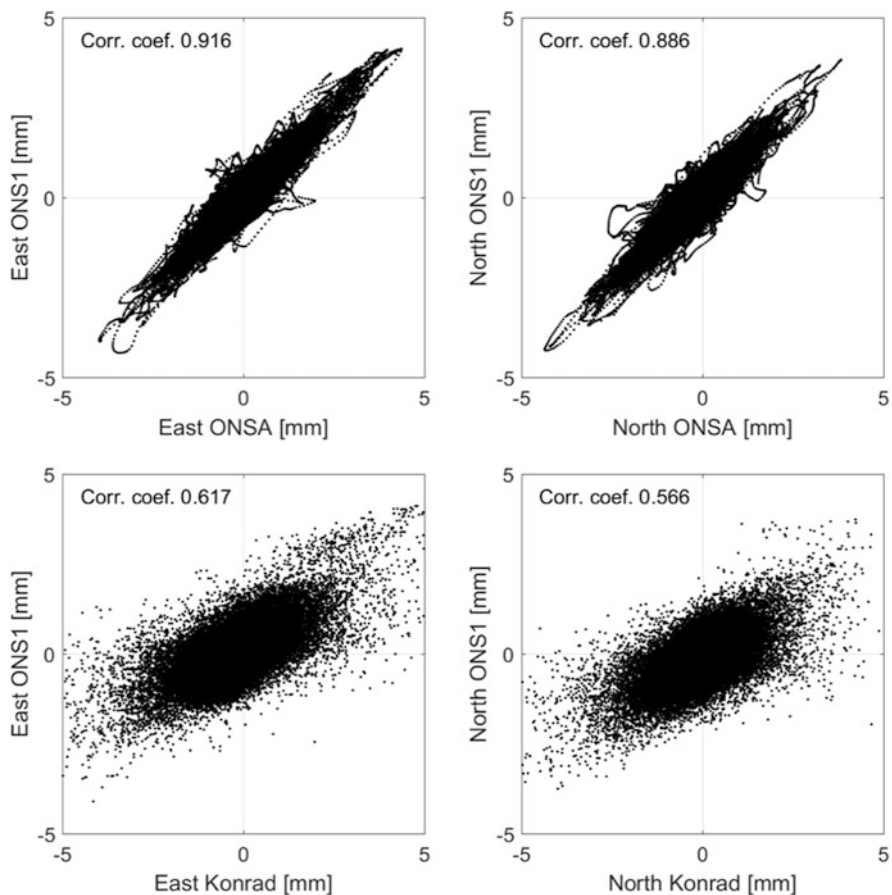 5
Corr. coef. 0.916
East ONS1 [mm]
0
-5
-5
0
5
East ONSA [mm]
5
Corr. coef. 0.886
North ONS1 [mm]
0
-5
-5
0
5
North ONSA [mm]
5
Corr. coef. 0.617
East ONS1 [mm]
0
-5
-5
0
5
East Konrad [mm]
5
Corr. coef. 0.566
North ONS1 [mm]
0
-5
-5
0
5
North Konrad [mm]